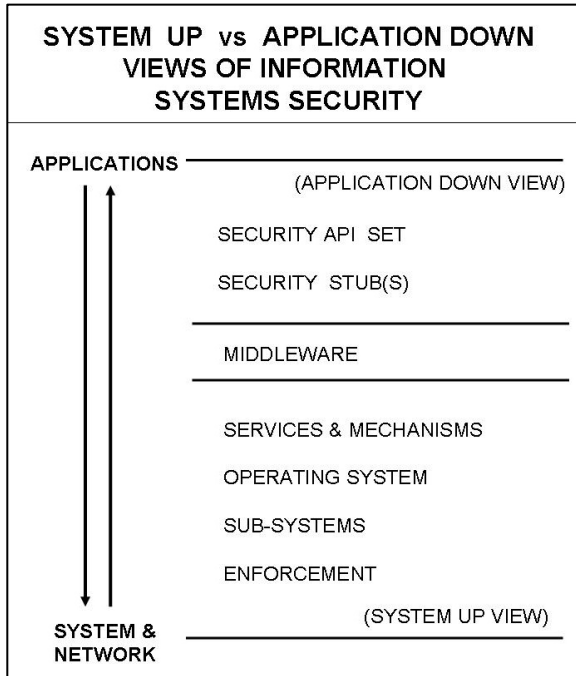 SYSTEM UP vs APPLICATION DOWN
VIEWS OF INFORMATION
SYSTEMS SECURITY
APPLICATIONS
(APPLICATION DOWN VIEW)
SECURITY API SET
SECURITY STUB(S)
MIDDLEWARE
SERVICES & MECHANISMS
OPERATING SYSTEM
SUB-SYSTEMS
ENFORCEMENT
(SYSTEM UP VIEW)
SYSTEM &
NETWORK